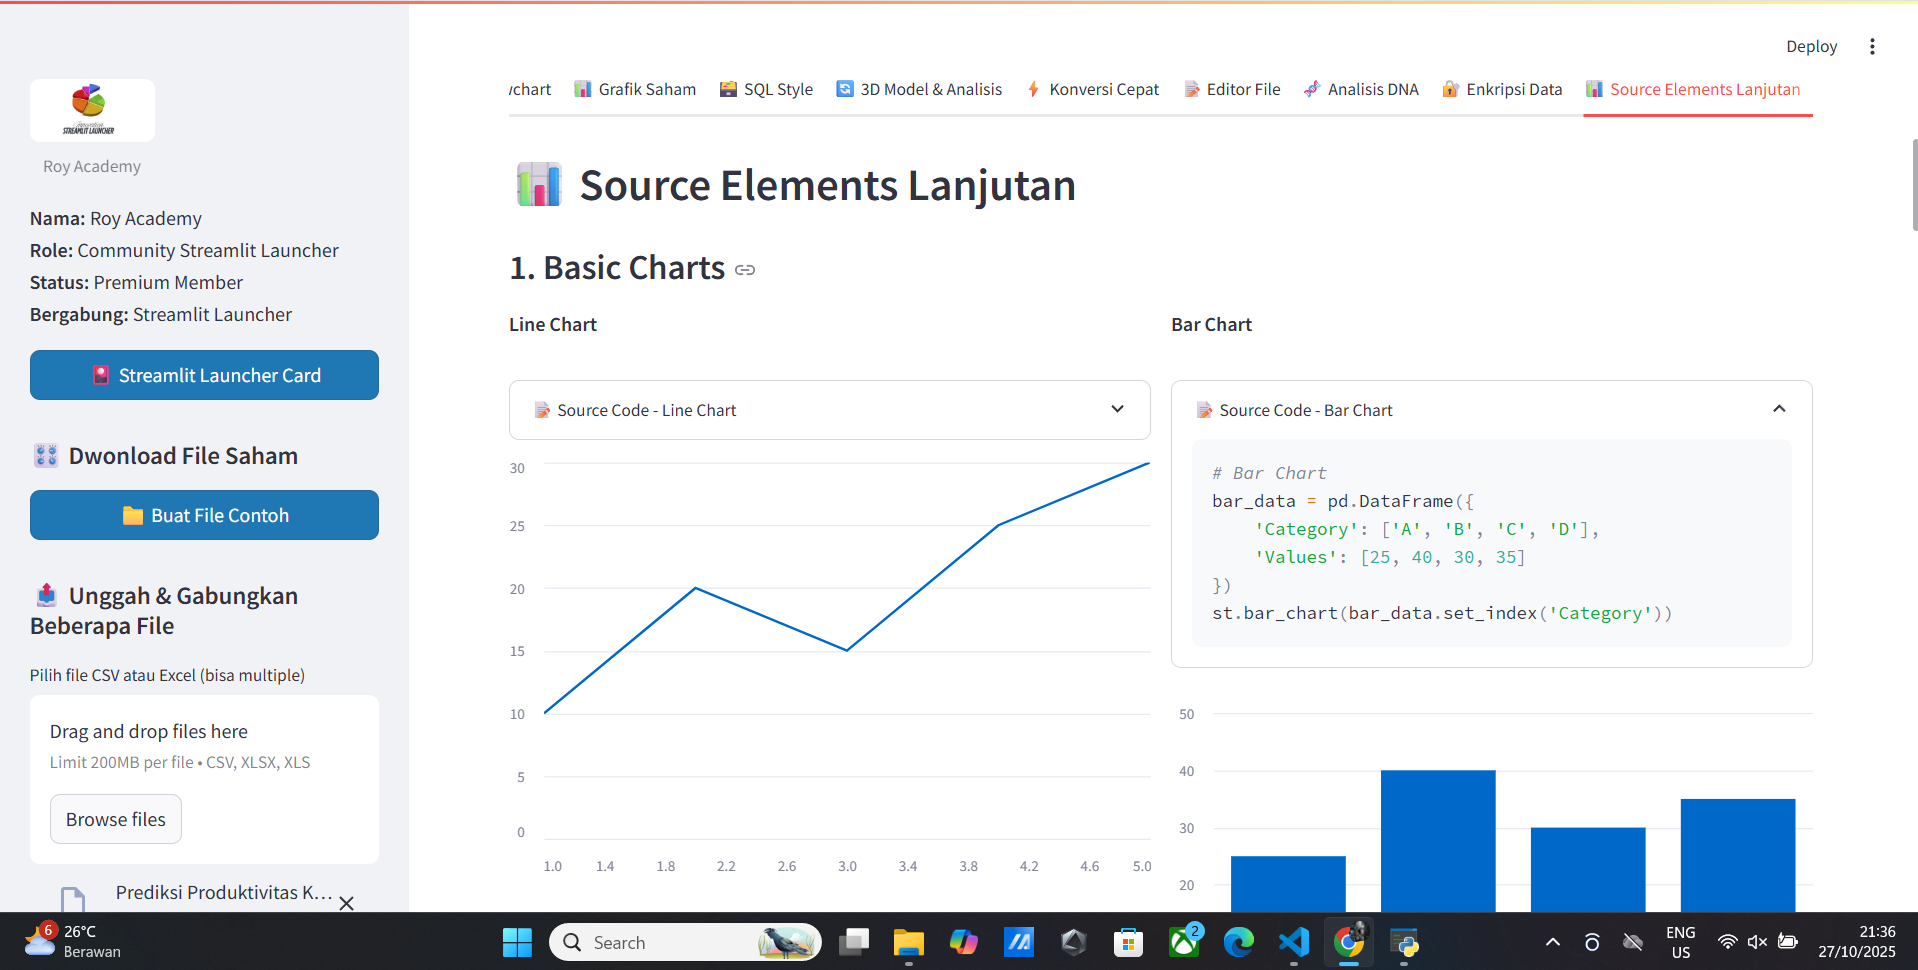 Deploy
chart
Grafik Saham
SQL Style
3D Model & Analisis
Konversi Cepat
Editor File
Analisis DNA
Enkripsi Data
Source Elements Lanjutan
STREAMLIT LAUNCHER
Roy Academy
Nama: Roy Academy
Role: Community Streamlit Launcher
Status: Premium Member
Bergabung: Streamlit Launcher
Streamlit Launcher Card
Dwonload File Saham
Buat File Contoh
Unggah & Gabungkan
Beberapa File
Pilih file CSV atau Excel (bisa multiple)
Drag and drop files here
Limit 200MB per file • CSV, XLSX, XLS
Browse files
Prediksi Produktivitas K...
Source Elements Lanjutan
1. Basic Charts
Line Chart
Source Code - Line Chart
30
25
20
15
10
5
0
1.0 1.4 1.8 2.2 2.6 3.0 3.4 3.8 4.2 4.6 5.0
Bar Chart
Source Code - Bar Chart
# Bar Chart
bar_data = pd.DataFrame({
    'Category': ['A', 'B', 'C', 'D'],
    'Values': [25, 40, 30, 35]
})
st.bar_chart(bar_data.set_index('Category'))
50
40
30
20
6
26°C
Berawan
Search
2
ENG
US
21:36
27/10/2025